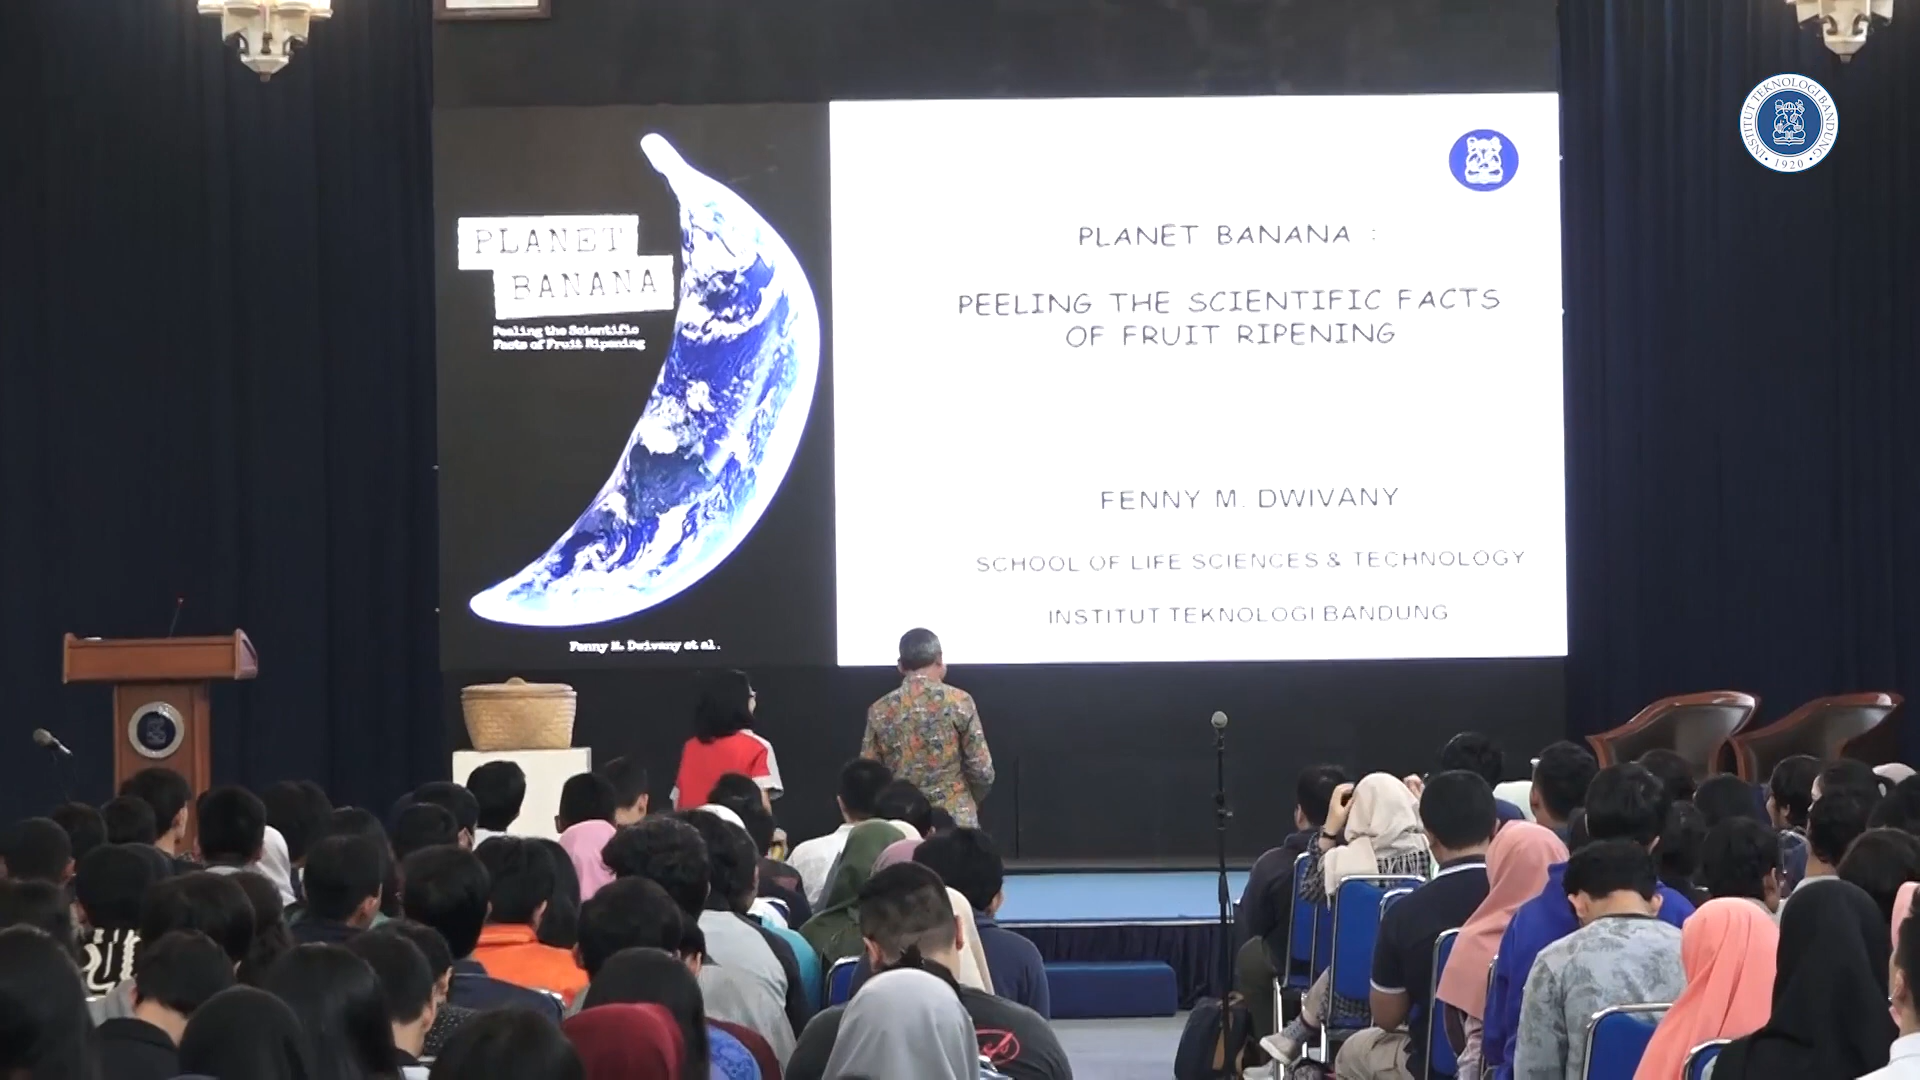 PLANET
BANANA
Peeling the Scientific
Facts of Fruit Ripening
Fenny M. Dwivany et al.
PLANET BANANA :
PEELING THE SCIENTIFIC FACTS
OF FRUIT RIPENING
FENNY M. DWIVANY
SCHOOL OF LIFE SCIENCES & TECHNOLOGY
INSTITUT TEKNOLOGI BANDUNG
INSTITUT TEKNOLOGI BANDUNG
1920